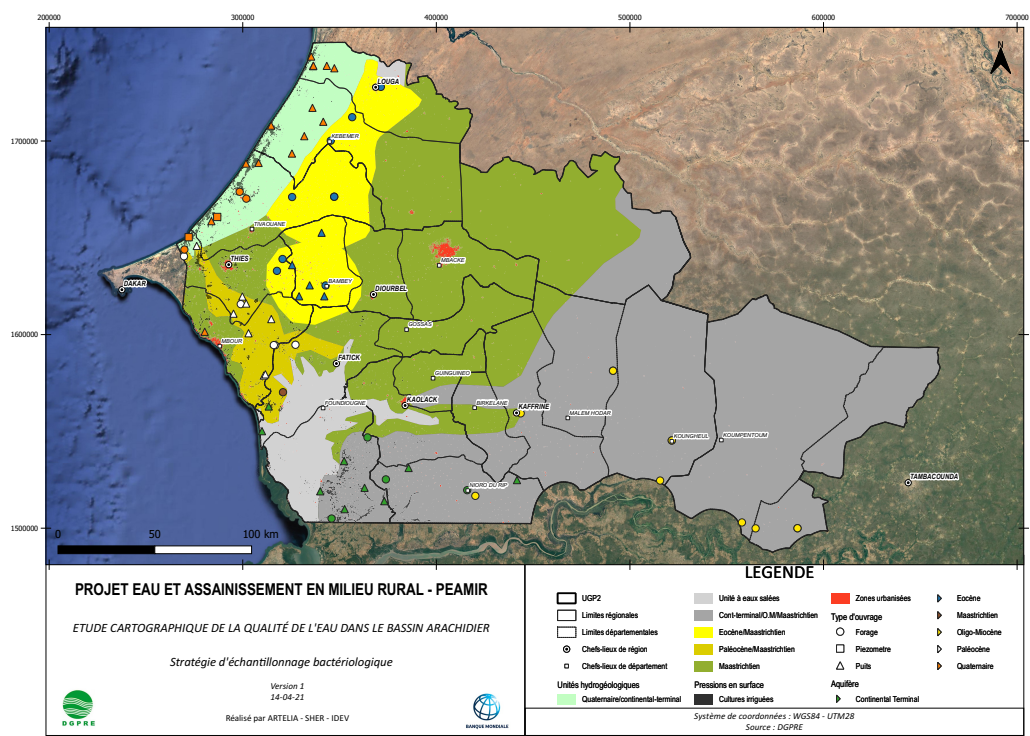 200000 300000 400000 500000 600000 700000
N
LOUGA
1700000 1700000
KEBEMER
TIVAOUANE
THIES
MBACKE
DAKAR
BAMBEY
DIOURBEL
1600000 1600000
GOSSAS
MBOUR
FATICK
GUINGUINEO
FOUNDIOUGNE
KAOLACK
BIRKELANE
KAFFRINE
MALEM HODAR
KOUNGHEUL
KOUMPENTOUM
TAMBACOUNDA
NIORO DU RIP
1500000 1500000
0 50 100 km
PROJET EAU ET ASSAINISSEMENT EN MILIEU RURAL - PEAMIR
ETUDE CARTOGRAPHIQUE DE LA QUALITÉ DE L'EAU DANS LE BASSIN ARACHIDIER
Stratégie d'échantillonnage bactériologique
Version 1
14-04-21
Réalisé par ARTELIA - SHER - IDEV
DGPRE
BANQUE MONDIALE
LEGENDE
UGP2
Limites régionales
Limites départementales
Chefs-lieux de région
Chefs-lieux de département
Unités hydrogéologiques
Quaternaire/continental-terminal
Unité à eaux salées
Cont-terminal/O.M/Maastrichtien
Eocène/Maastrichtien
Paléocène/Maastrichtien
Maastrichtien
Pressions en surface
Cultures irriguées
Zones urbanisées
Type d'ouvrage
Forage
Piezometre
Puits
Aquifère
Continental Terminal
Eocène
Maastrichtien
Oligo-Miocène
Paléocène
Quaternaire
Système de coordonnées : WGS84 - UTM28
Source : DGPRE